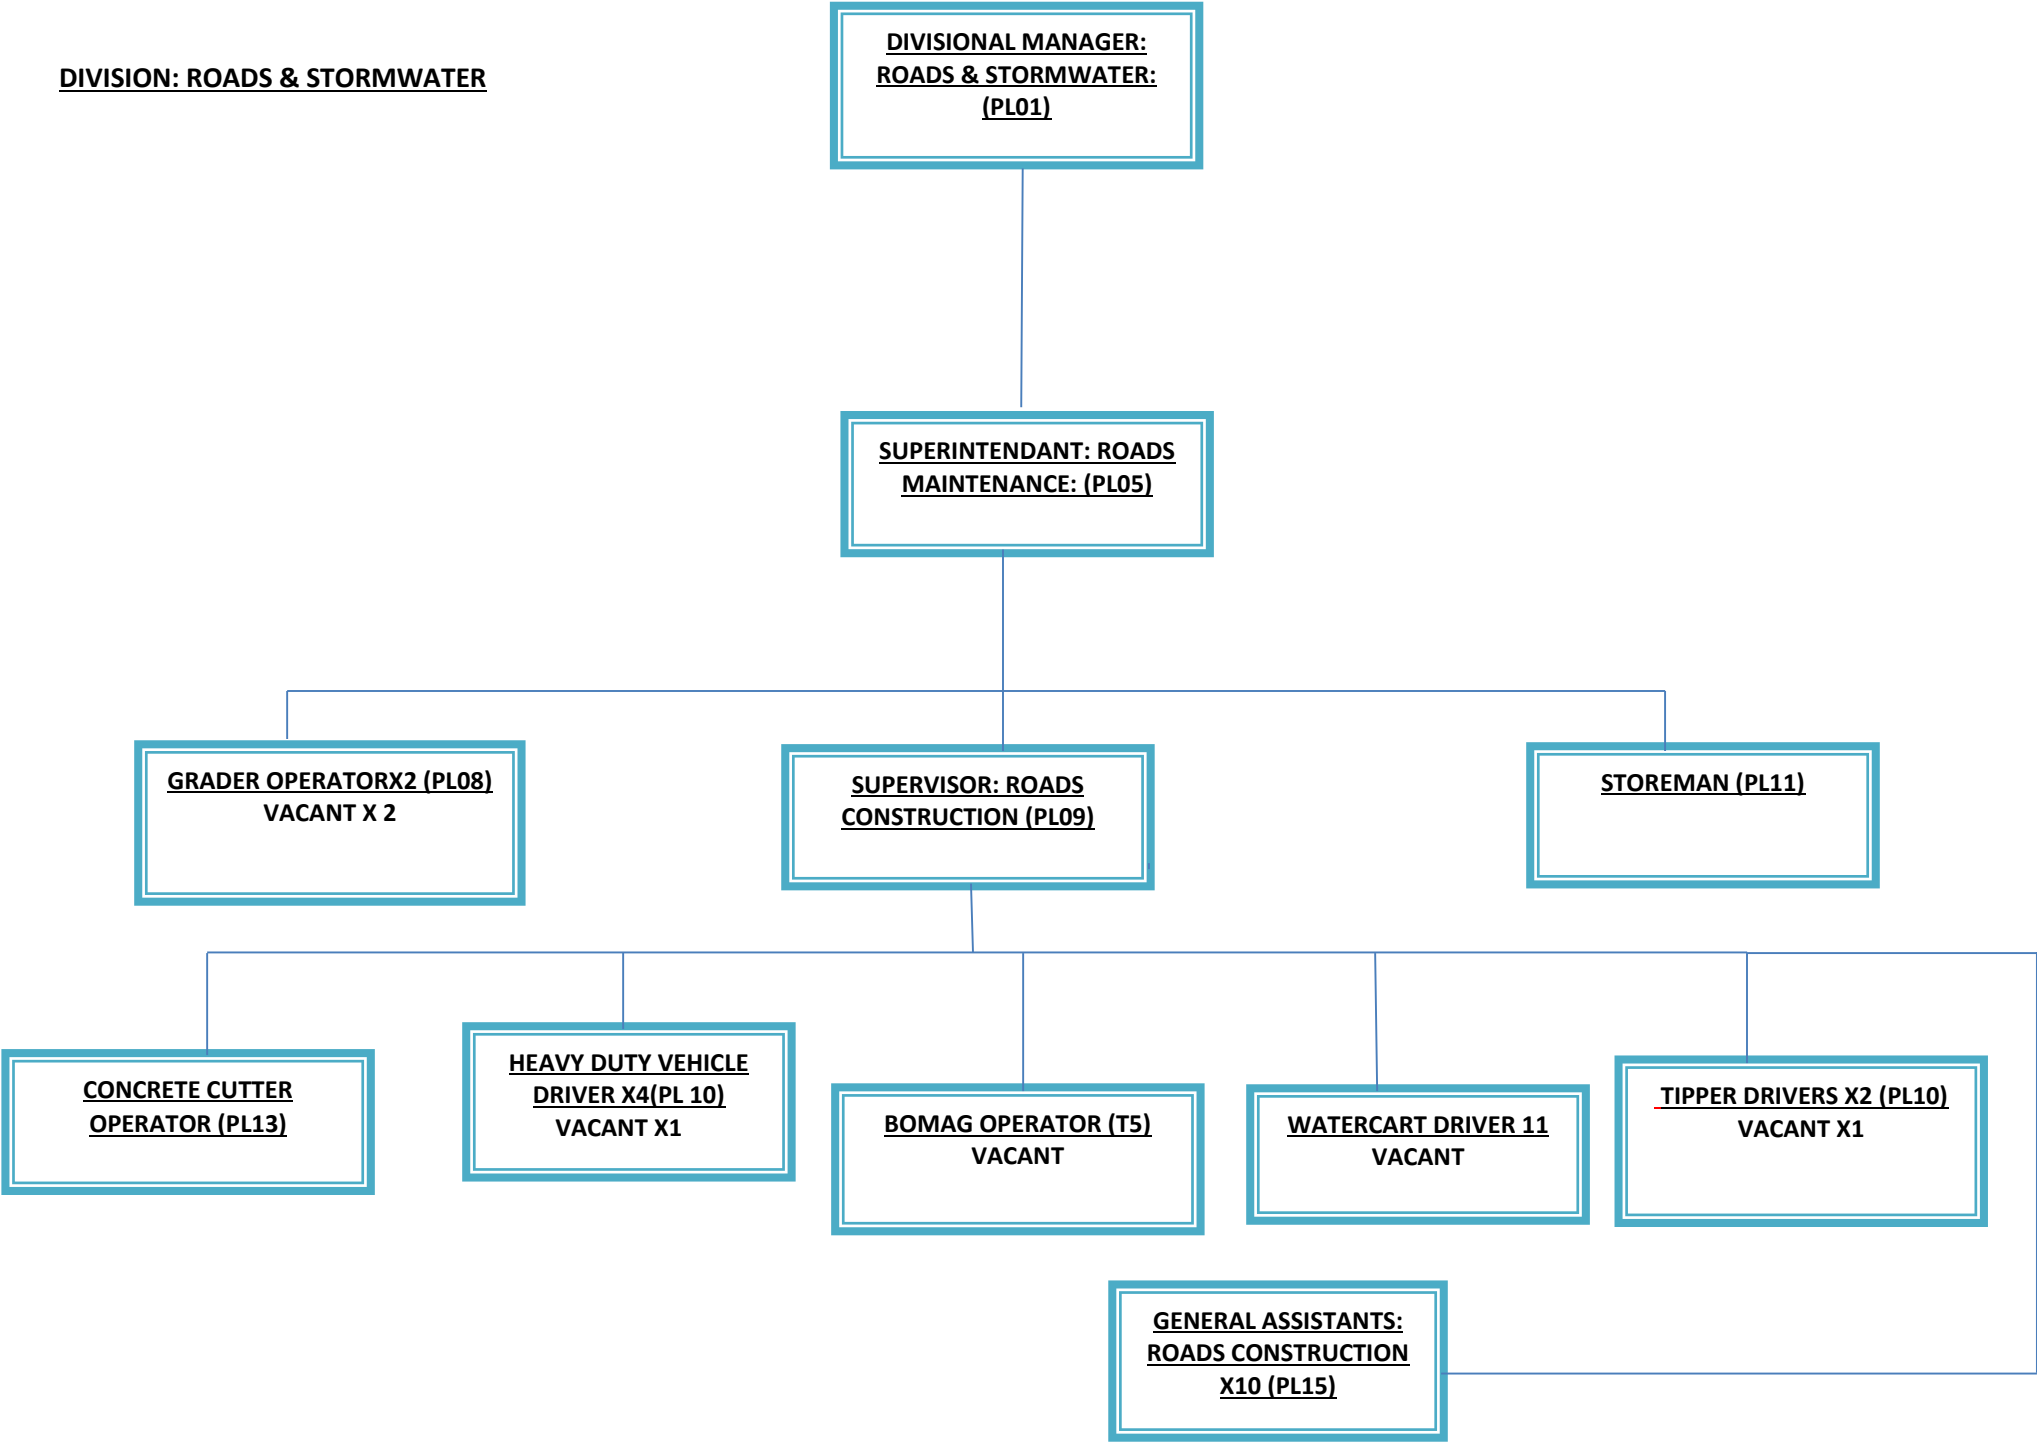 DIVISION: ROADS & STORMWATER
DIVISIONAL MANAGER:
ROADS & STORMWATER:
(PL01)
SUPERINTENDANT: ROADS
MAINTENANCE: (PL05)
GRADER OPERATORX2 (PL08)
VACANT X 2
SUPERVISOR: ROADS
CONSTRUCTION (PL09)
STOREMAN (PL11)
CONCRETE CUTTER
OPERATOR (PL13)
HEAVY DUTY VEHICLE
DRIVER X4(PL 10)
VACANT X1
BOMAG OPERATOR (T5)
VACANT
WATERCART DRIVER 11
VACANT
TIPPER DRIVERS X2 (PL10)
VACANT X1
GENERAL ASSISTANTS:
ROADS CONSTRUCTION
X10 (PL15)